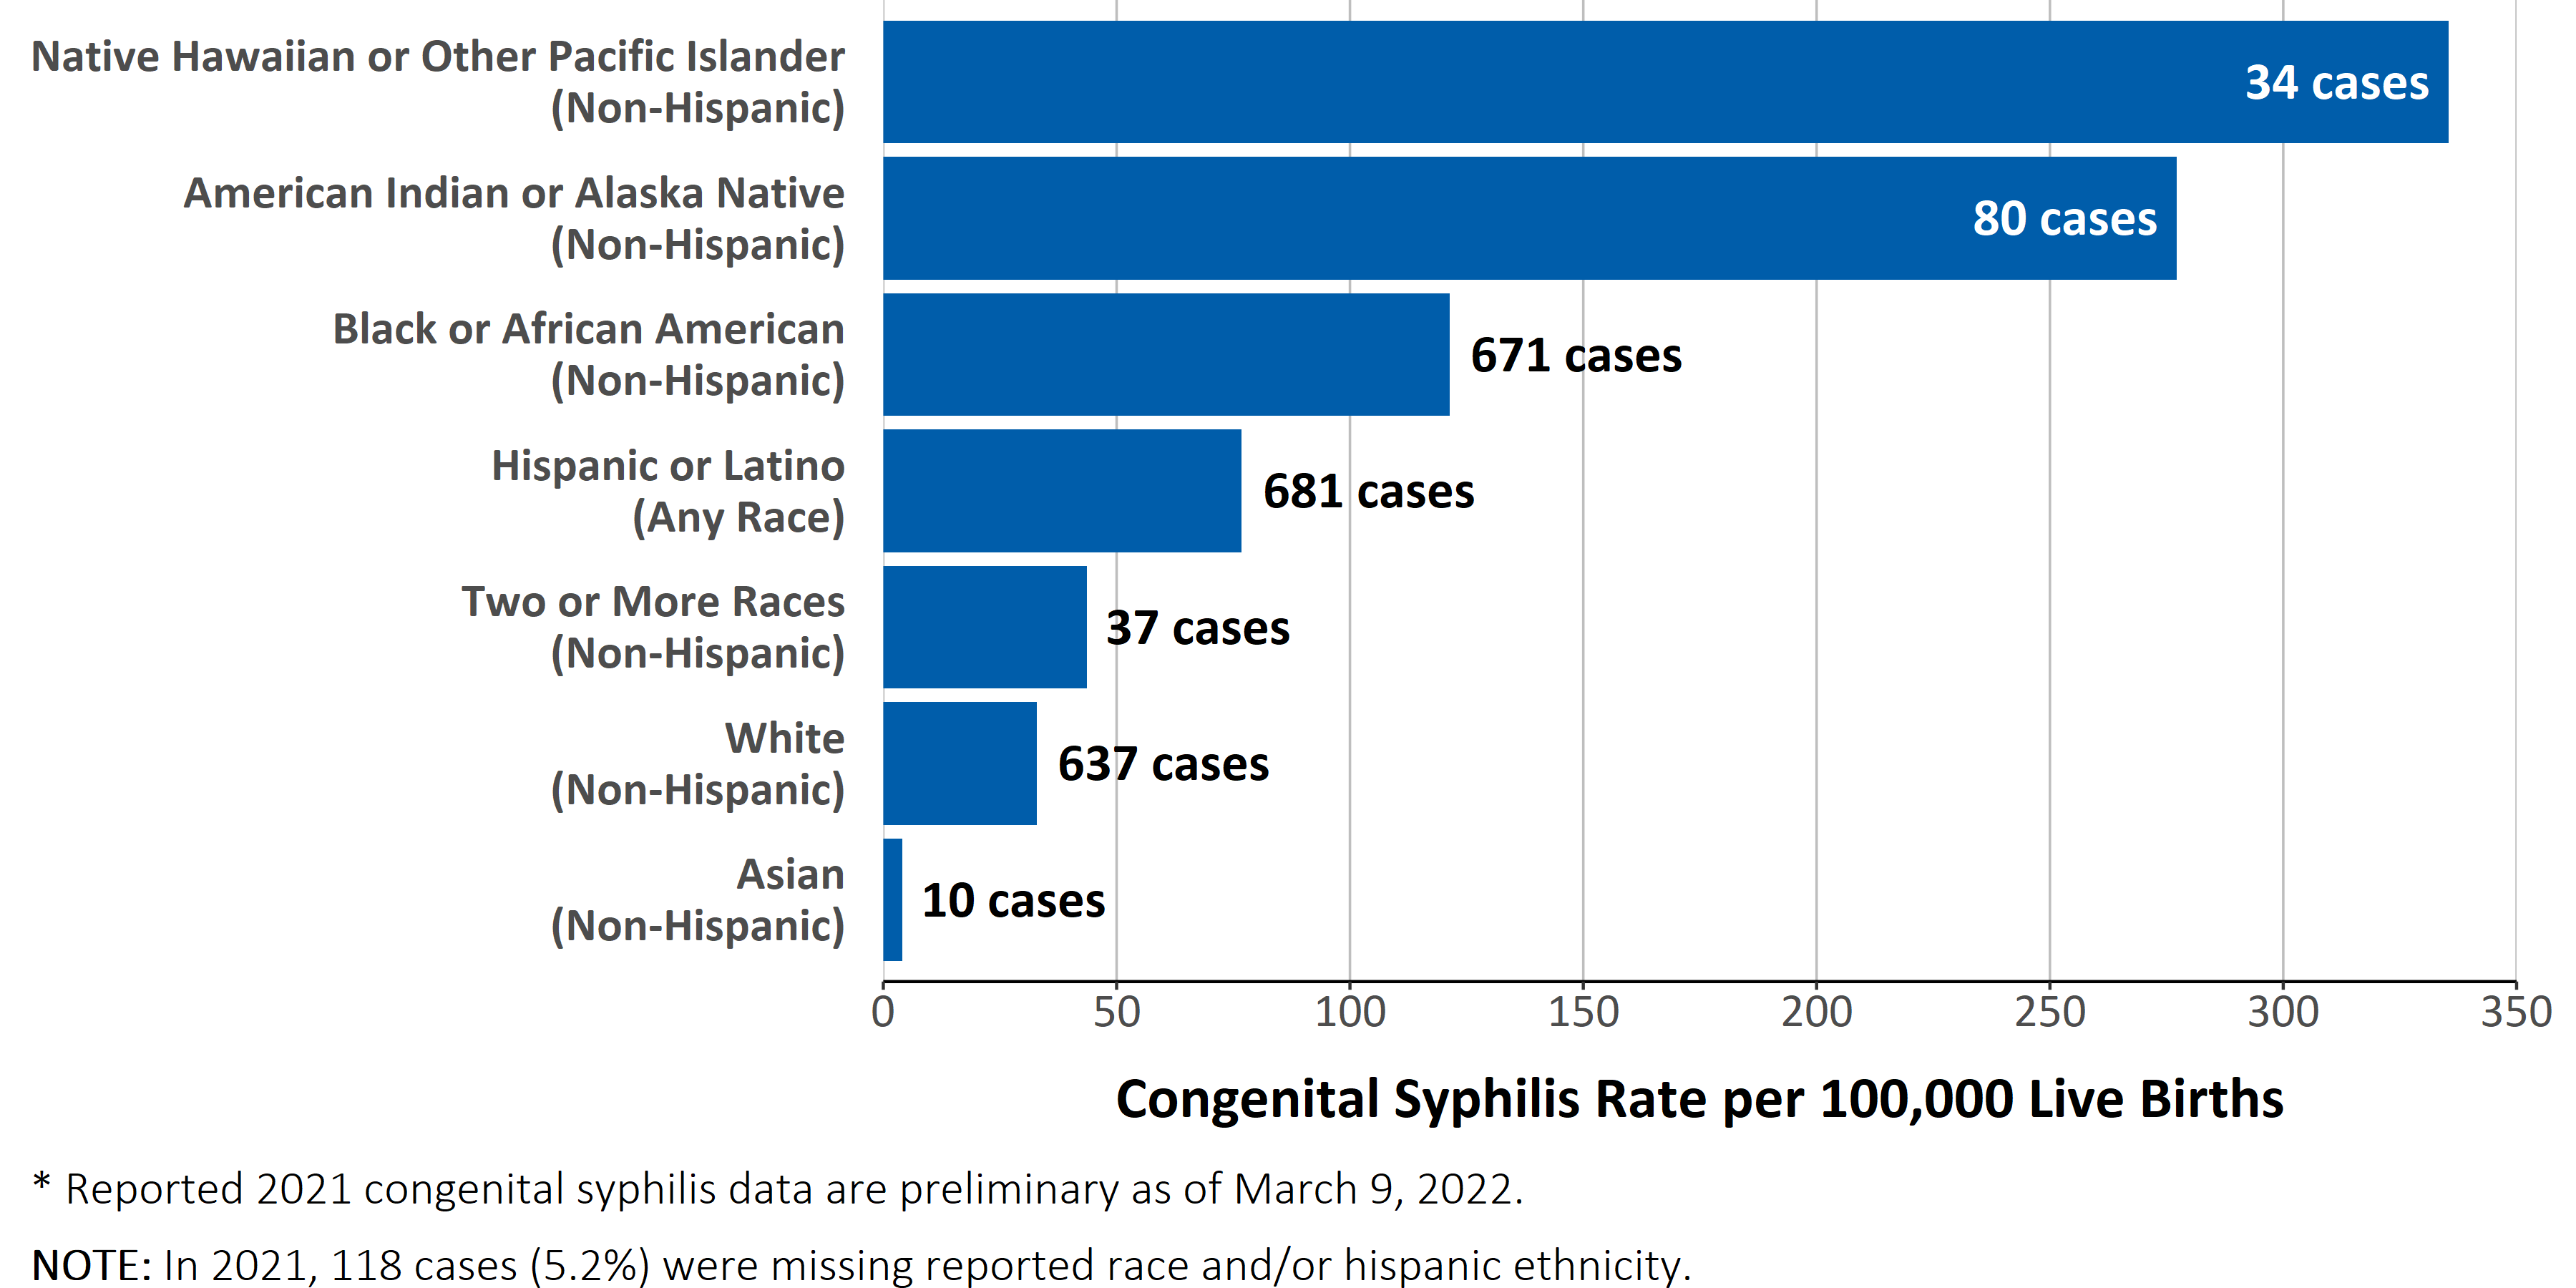 Native Hawaiian or Other Pacific Islander
(Non-Hispanic)
34 cases
American Indian or Alaska Native
(Non-Hispanic)
80 cases
Black or African American
(Non-Hispanic)
671 cases
Hispanic or Latino
(Any Race)
681 cases
Two or More Races
(Non-Hispanic)
37 cases
White
(Non-Hispanic)
637 cases
Asian
(Non-Hispanic)
10 cases
0 50 100 150 200 250 300 350
Congenital Syphilis Rate per 100,000 Live Births
* Reported 2021 congenital syphilis data are preliminary as of March 9, 2022.
NOTE: In 2021, 118 cases (5.2%) were missing reported race and/or hispanic ethnicity.